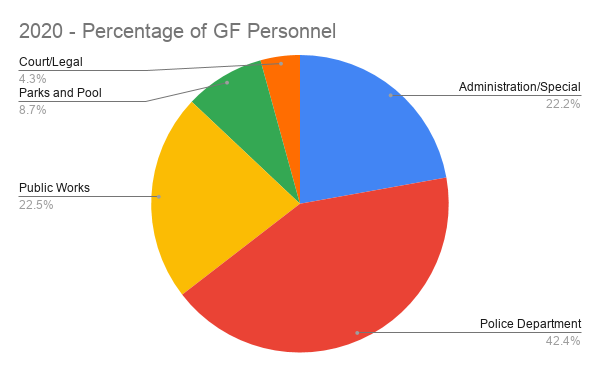 2020 - Percentage of GF Personnel
Court/Legal
4.3%
Parks and Pool
8.7%
Administration/Special
22.2%
Public Works
22.5%
Police Department
42.4%